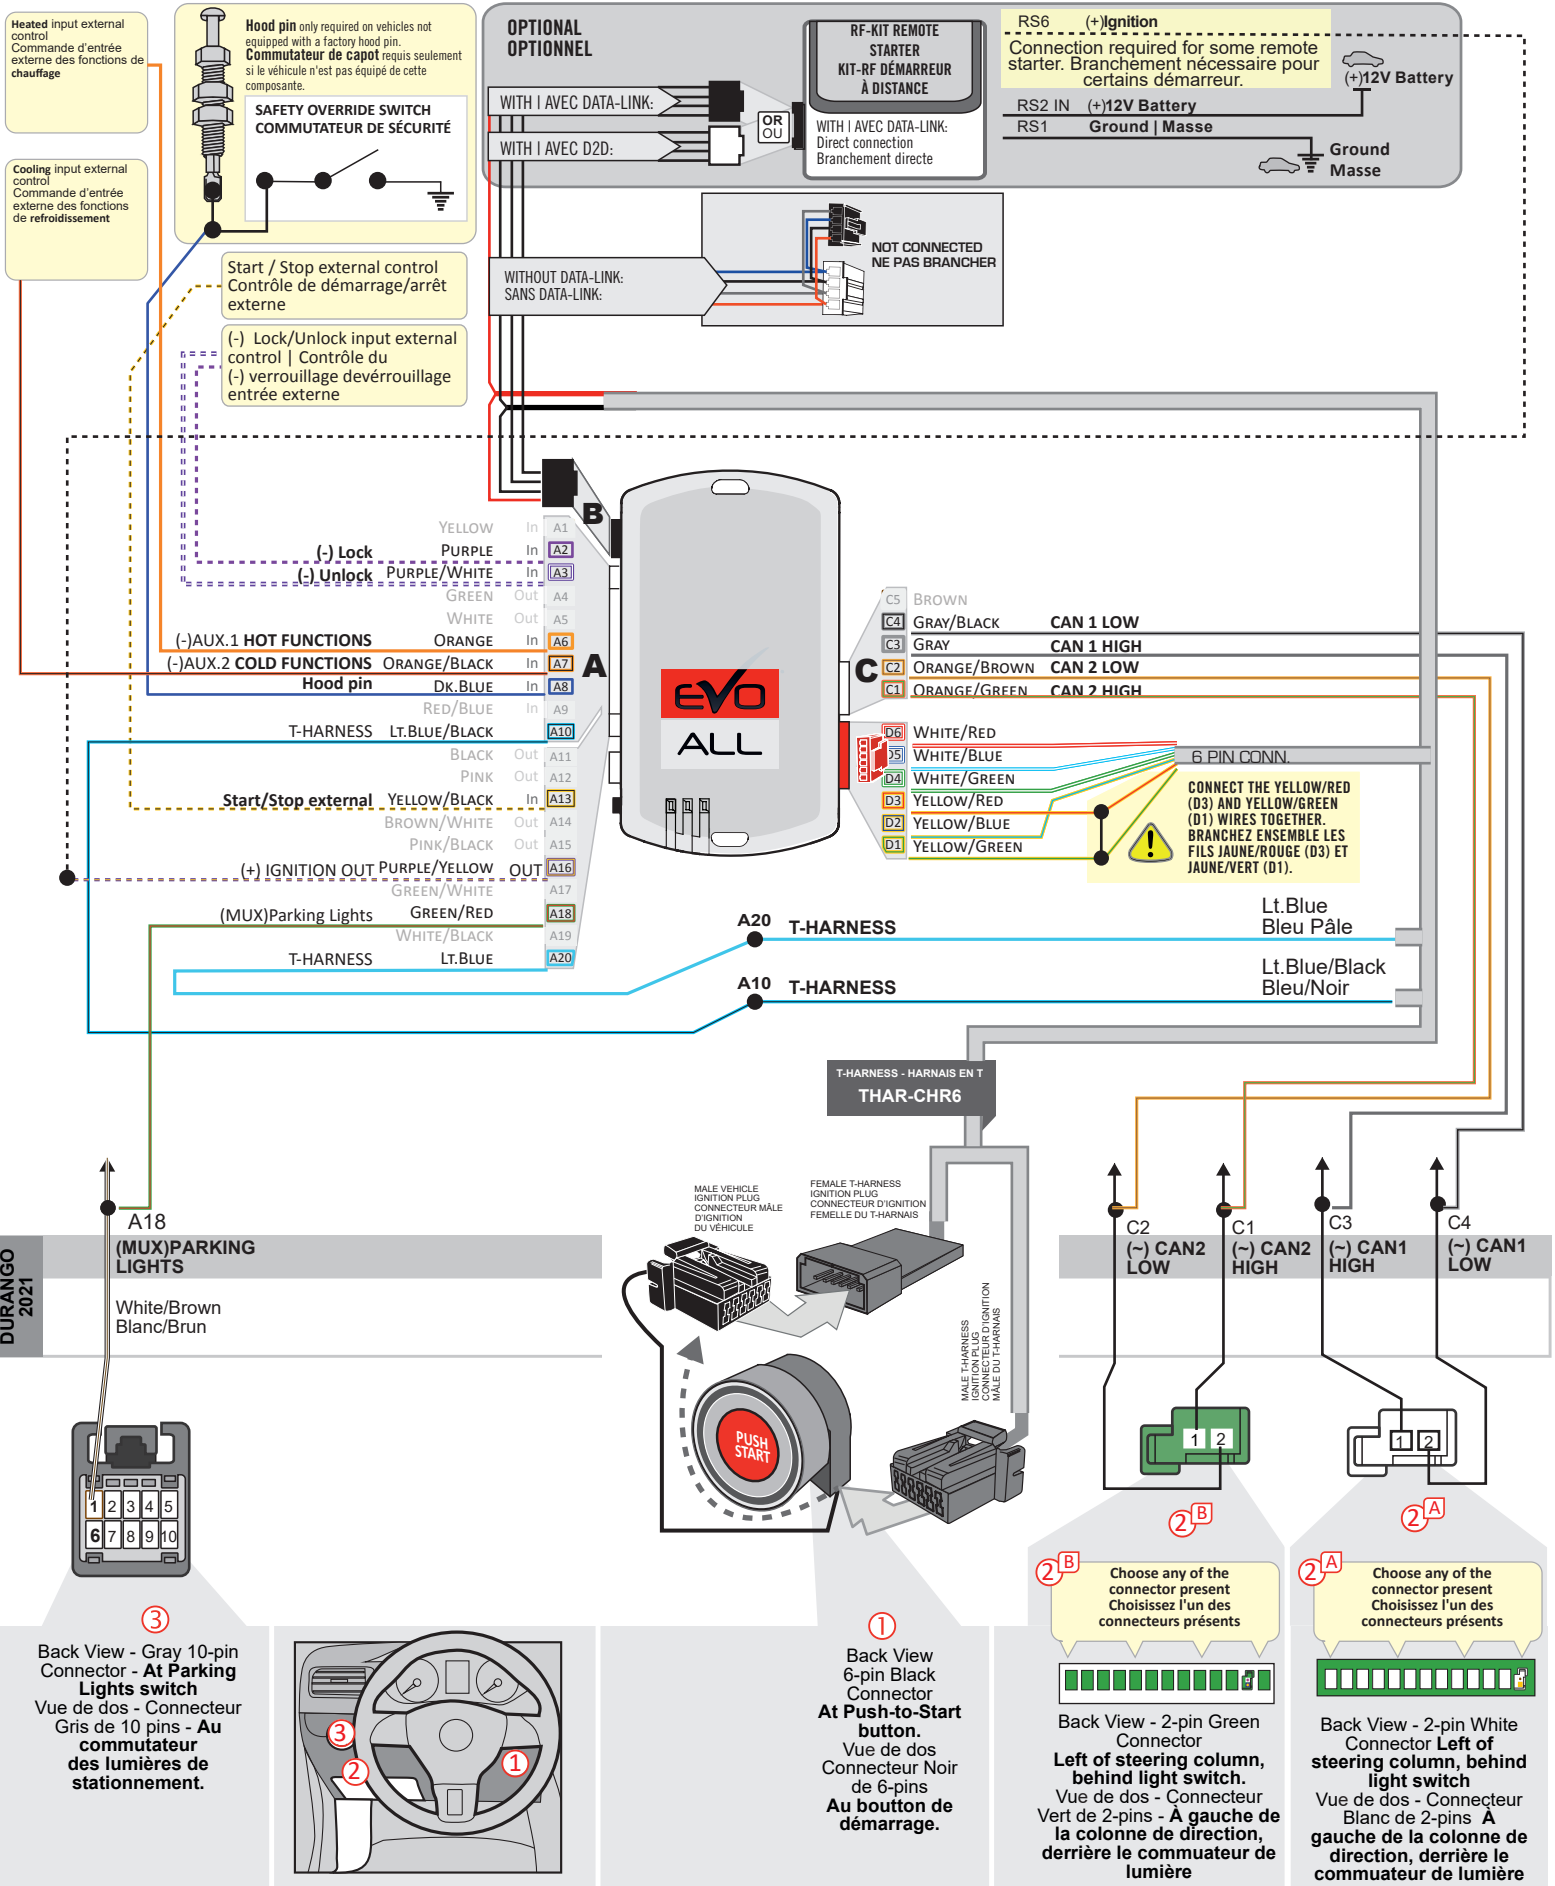 Heated input external
control
Commande d'entrée
externe des fonctions de
chauffage
Cooling input external
control
Commande d'entrée
externe des fonctions
de refroidissement
Hood pin only required on vehicles not
equipped with a factory hood pin.
Commutateur de capot requis seulement
si le véhicule n'est pas équipé de cette
composante.
SAFETY OVERRIDE SWITCH
COMMUTATEUR DE SÉCURITÉ
Start / Stop external control
Contrôle de démarrage/arrêt
externe
(-) Lock/Unlock input external
control | Contrôle du
(-) verrouillage devérrouillage
entrée externe
OPTIONAL
OPTIONNEL
WITH | AVEC DATA-LINK:
WITH | AVEC D2D:
OR
OU
RF-KIT REMOTE
STARTER
KIT-RF DÉMARREUR
À DISTANCE
WITH | AVEC DATA-LINK:
Direct connection
Branchement directe
RS6 (+)Ignition
Connection required for some remote
starter. Branchement nécessaire pour
certains démarreur.
(+)12V Battery
RS2 IN (+)12V Battery
RS1 Ground | Masse
Ground
Masse
WITHOUT DATA-LINK:
SANS DATA-LINK:
NOT CONNECTED
NE PAS BRANCHER
B
A
C
EVO
ALL
YELLOW In A1
(-) Lock PURPLE In A2
(-) Unlock PURPLE/WHITE In A3
GREEN Out A4
WHITE Out A5
(-)AUX.1 HOT FUNCTIONS ORANGE In A6
(-)AUX.2 COLD FUNCTIONS ORANGE/BLACK In A7
Hood pin DK.BLUE In A8
RED/BLUE In A9
T-HARNESS LT.BLUE/BLACK A10
BLACK Out A11
PINK Out A12
Start/Stop external YELLOW/BLACK In A13
BROWN/WHITE Out A14
PINK/BLACK Out A15
(+) IGNITION OUT PURPLE/YELLOW OUT A16
GREEN/WHITE A17
(MUX)Parking Lights GREEN/RED A18
WHITE/BLACK A19
T-HARNESS LT.BLUE A20
C5 BROWN
C4 GRAY/BLACK CAN 1 LOW
C3 GRAY CAN 1 HIGH
C2 ORANGE/BROWN CAN 2 LOW
C1 ORANGE/GREEN CAN 2 HIGH
D6 WHITE/RED
D5 WHITE/BLUE
D4 WHITE/GREEN
D3 YELLOW/RED
D2 YELLOW/BLUE
D1 YELLOW/GREEN
6 PIN CONN.
CONNECT THE YELLOW/RED
(D3) AND YELLOW/GREEN
(D1) WIRES TOGETHER.
BRANCHEZ ENSEMBLE LES
FILS JAUNE/ROUGE (D3) ET
JAUNE/VERT (D1).
A20 T-HARNESS
Lt.Blue
Bleu Pâle
A10 T-HARNESS
Lt.Blue/Black
Bleu/Noir
T-HARNESS - HARNAIS EN T
THAR-CHR6
MALE VEHICLE
IGNITION PLUG
CONNECTEUR MÂLE
D'IGNITION
DU VÉHICULE
FEMALE T-HARNESS
IGNITION PLUG
CONNECTEUR D'IGNITION
FEMELLE DU T-HARNAIS
MALE T-HARNESS
IGNITION PLUG
CONNECTEUR D'IGNITION
MÂLE DU T-HARNAIS
PUSH
START
DURANGO
2021
A18
(MUX)PARKING
LIGHTS
White/Brown
Blanc/Brun
C2
(~) CAN2
LOW
C1
(~) CAN2
HIGH
C3
(~) CAN1
HIGH
C4
(~) CAN1
LOW
1 2 3 4 5
6 7 8 9 10
1 2
1 2
2 B
2 A
3
Back View - Gray 10-pin
Connector - At Parking
Lights switch
Vue de dos - Connecteur
Gris de 10 pins - Au
commutateur
des lumières de
stationnement.
3
2
1
1
Back View
6-pin Black
Connector
At Push-to-Start
button.
Vue de dos
Connecteur Noir
de 6-pins
Au boutton de
démarrage.
2 B
Choose any of the
connector present
Choisissez l'un des
connecteurs présents
Back View - 2-pin Green
Connector
Left of steering column,
behind light switch.
Vue de dos - Connecteur
Vert de 2-pins - À gauche de
la colonne de direction,
derrière le commuateur de
lumière
2 A
Choose any of the
connector present
Choisissez l'un des
connecteurs présents
Back View - 2-pin White
Connector Left of
steering column, behind
light switch
Vue de dos - Connecteur
Blanc de 2-pins À
gauche de la colonne de
direction, derrière le
commuateur de lumière